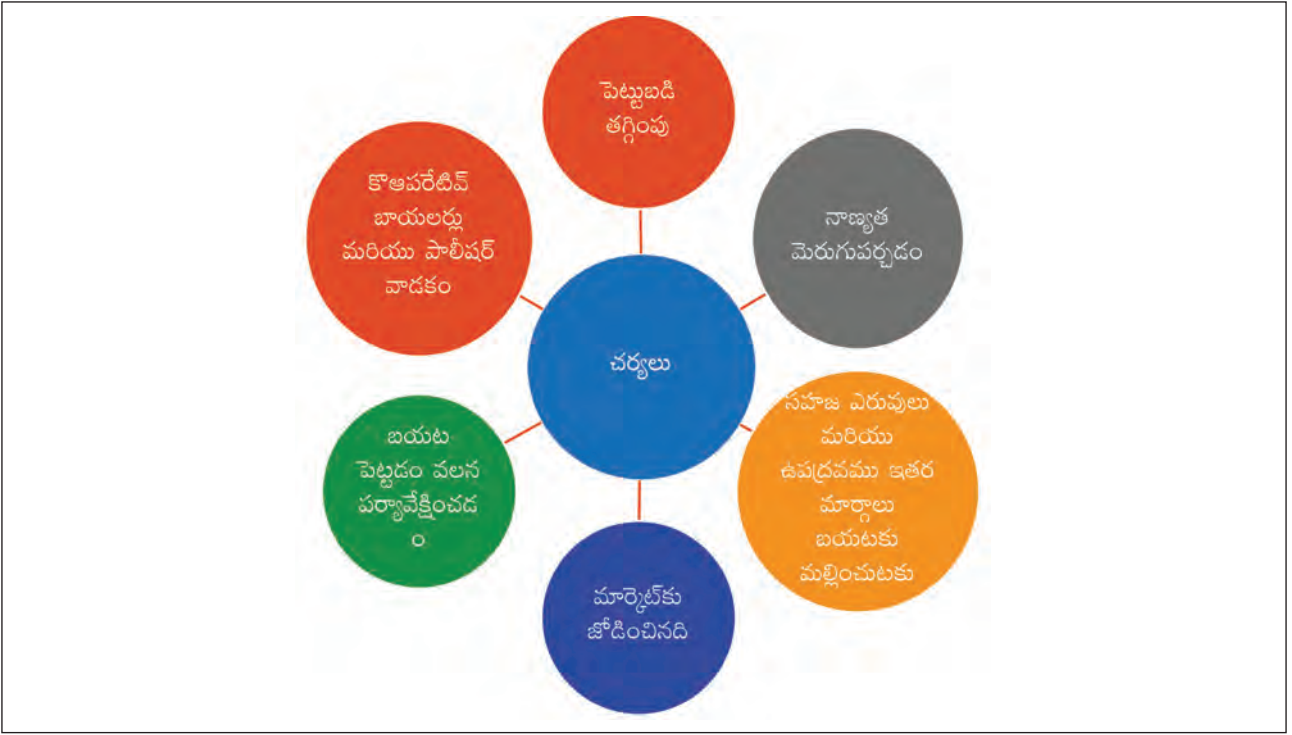 పెట్టుబడి
తగ్గింపు
నాణ్యత
మెరుగుపర్చడం
సహజ ఎరువులు
మరియు
ఉపద్రవము ఇతర
మార్గాలు
బయటకు
మల్లించుటకు
మార్కెట్‌కు
జోడించినది
బయట
పెట్టడం వలన
పర్యావేక్షించడ
ం
కొఆపరేటివ్
బాయలర్లు
మరియు పాలీషర్
వాడకం
చర్యలు